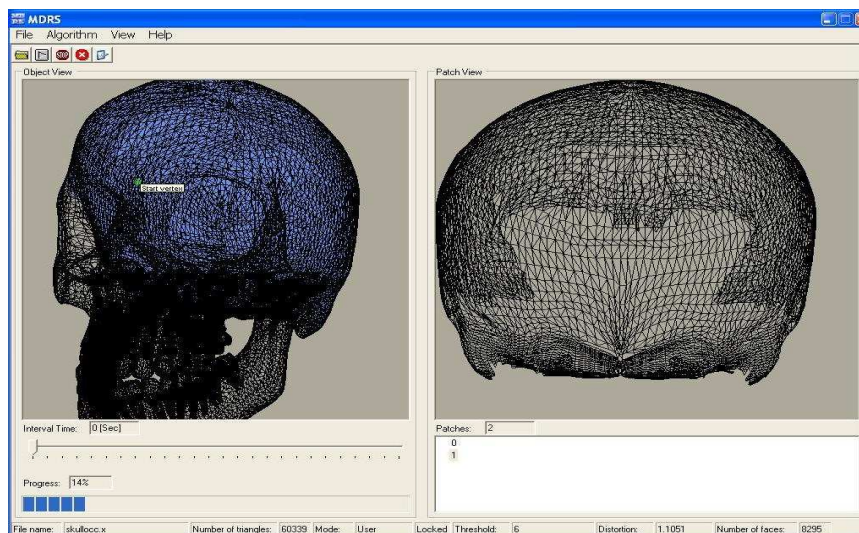 MDRS
File Algorithm View Help
STOP
Object View
Start vertex
Interval Time: 0 [Sec]
Progress: 14%
Patch View
Patches: 2
0
1
File name: skullocc.x Number of triangles: 60339 Mode: User Locked Threshold: 6 Distortion: 1.1051 Number of faces: 8295